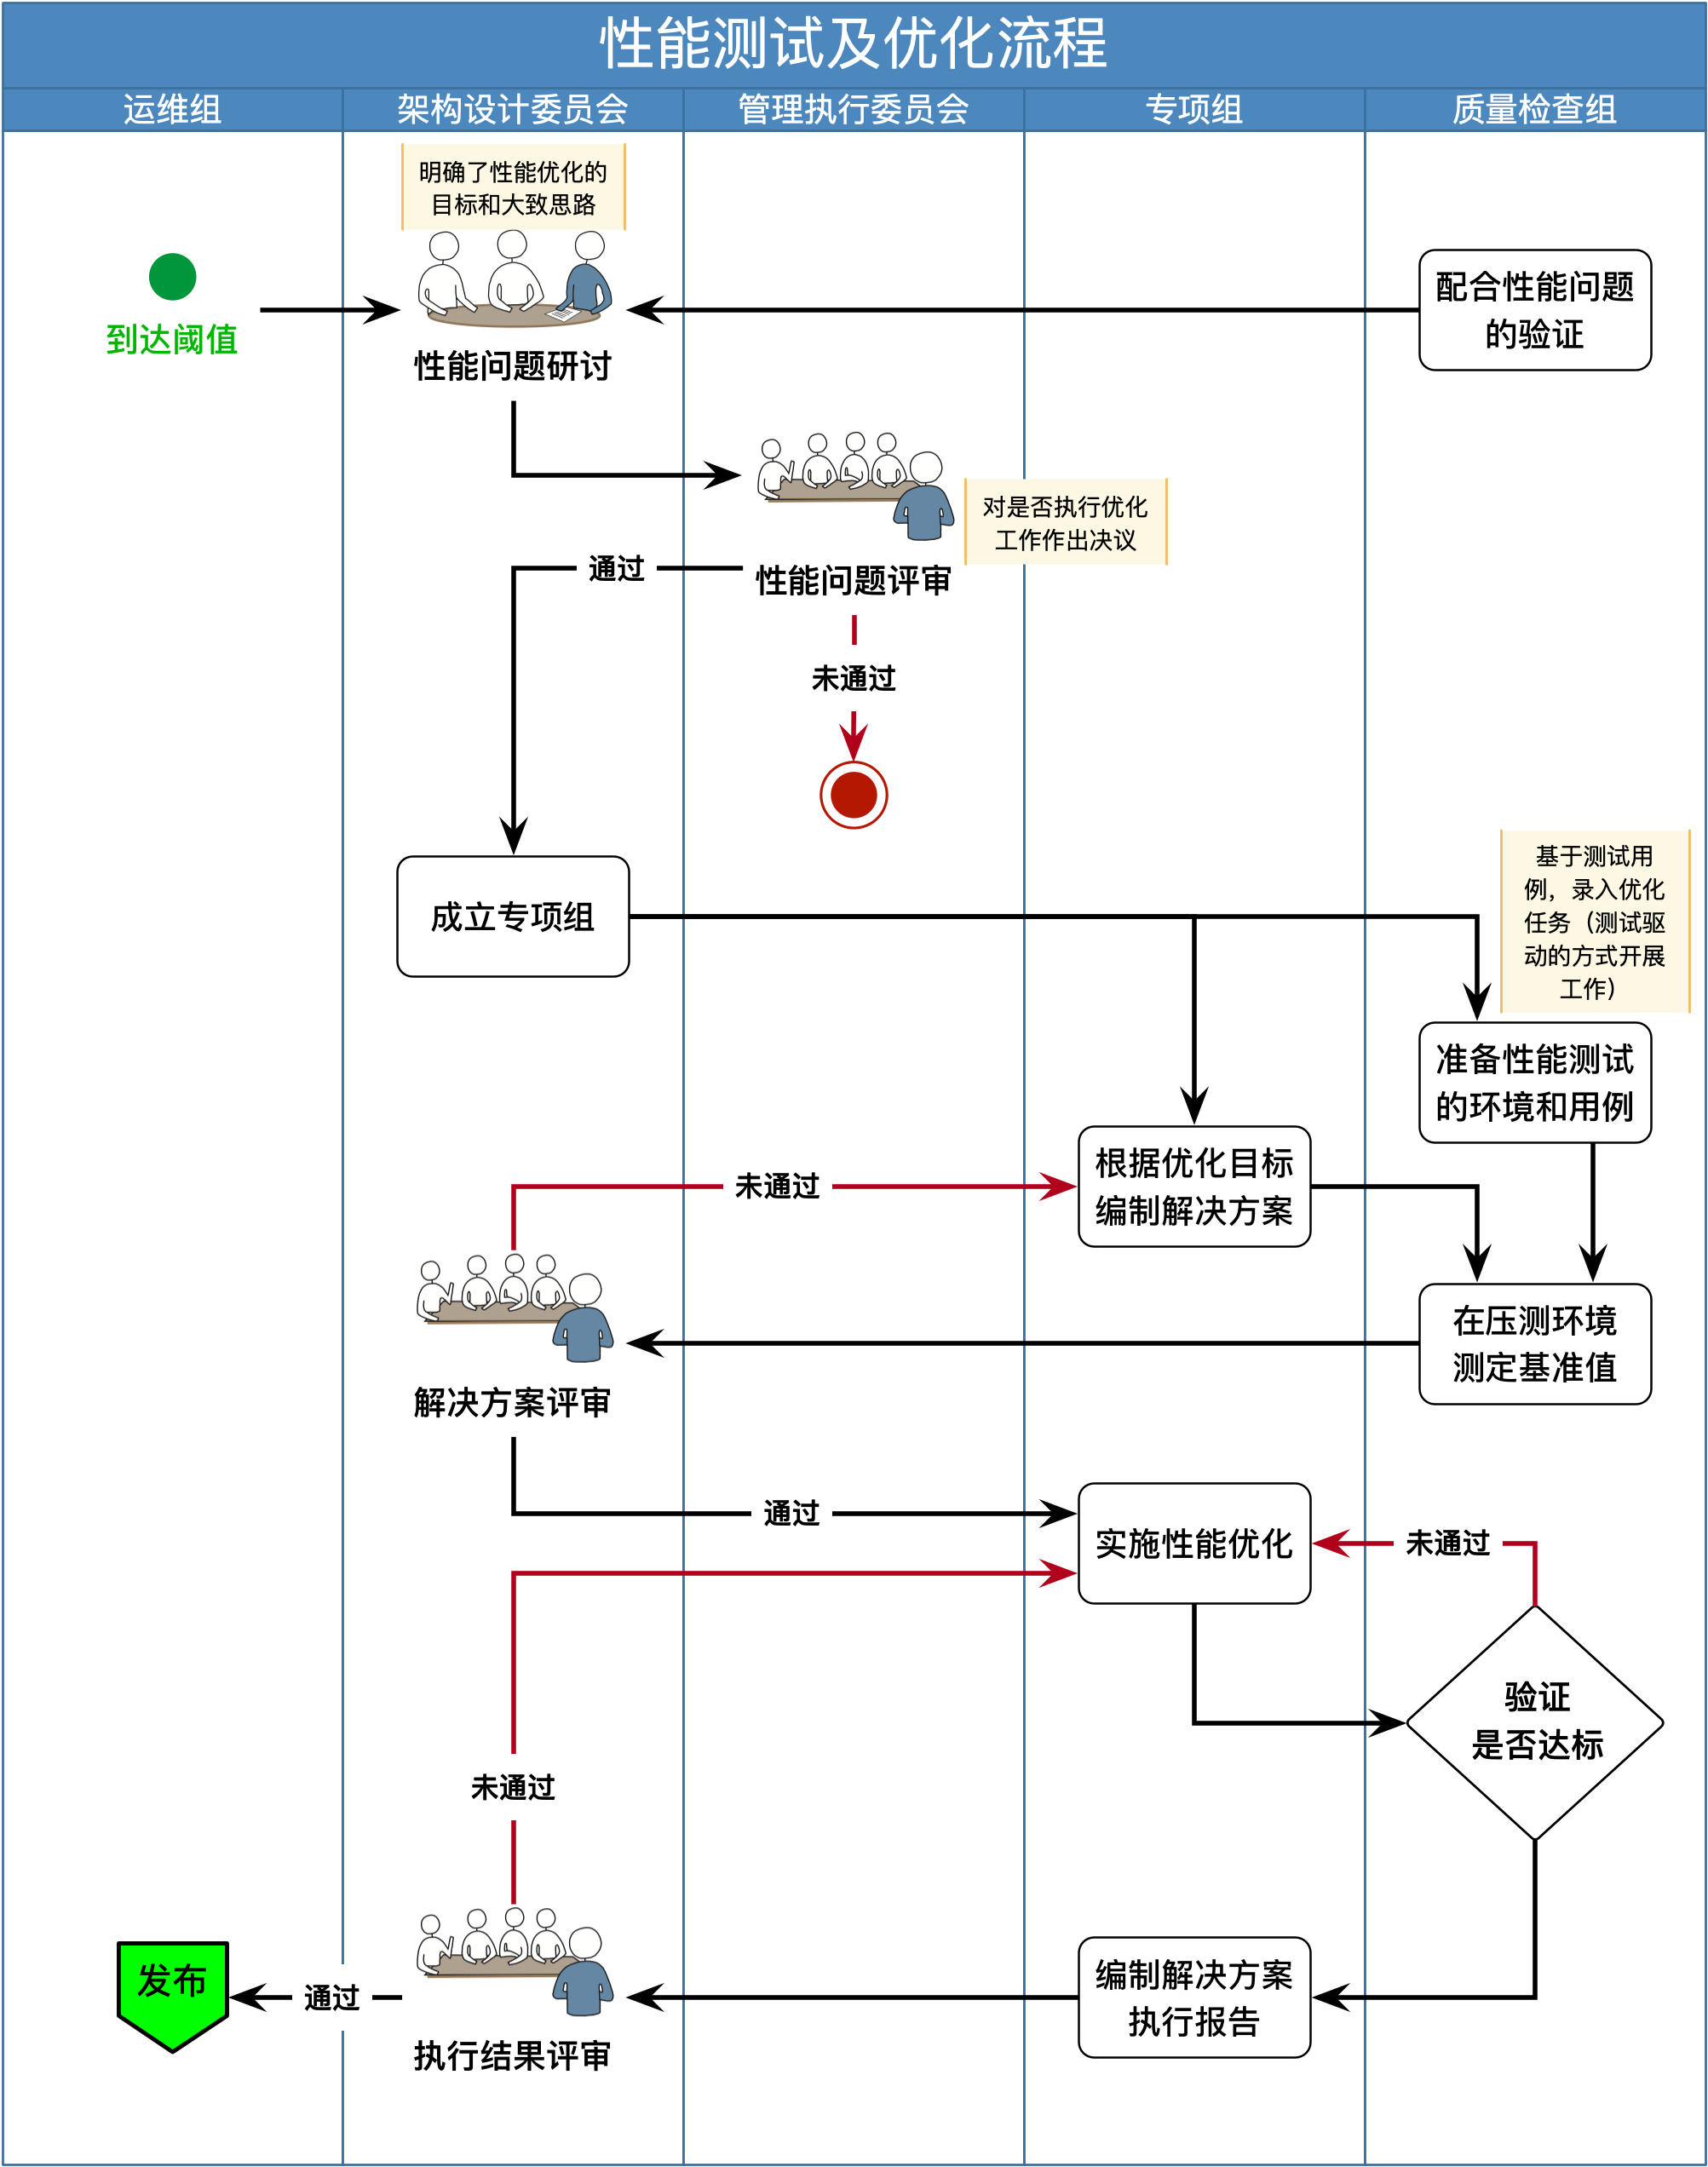 性能测试及优化流程
运维组
架构设计委员会
管理执行委员会
专项组
质量检查组
明确了性能优化的
目标和大致思路
到达阈值
性能问题研讨
配合性能问题
的验证
对是否执行优化
工作作出决议
通过
性能问题评审
未通过
成立专项组
基于测试用
例，录入优化
任务（测试驱
动的方式开展
工作）
准备性能测试
的环境和用例
根据优化目标
编制解决方案
未通过
在压测环境
测定基准值
解决方案评审
通过
实施性能优化
未通过
验证
是否达标
未通过
发布
通过
执行结果评审
编制解决方案
执行报告